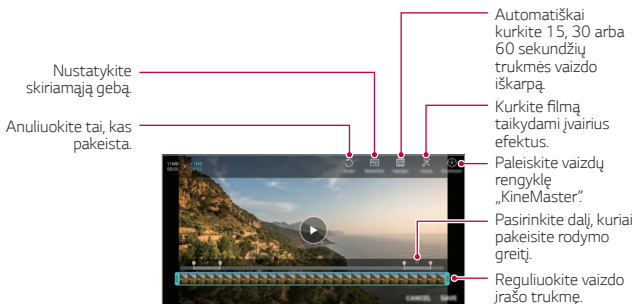 Automatiškai
kurkite 15, 30 arba
60 sekundžių
trukmės vaizdo
iškarpą.
Nustatykite
skiriamąją gebą.
Kurkite filmą
taikydami įvairius
efektus.
Anuliuokite tai, kas
pakeista.
Paleiskite vaizdų
rengyklę
„KineMaster“.
Pasirinkite dalį, kuriai
pakeisite rodymo
greitį.
Reguliuokite vaizdo
įrašo trukmę.
CANCEL SAVE